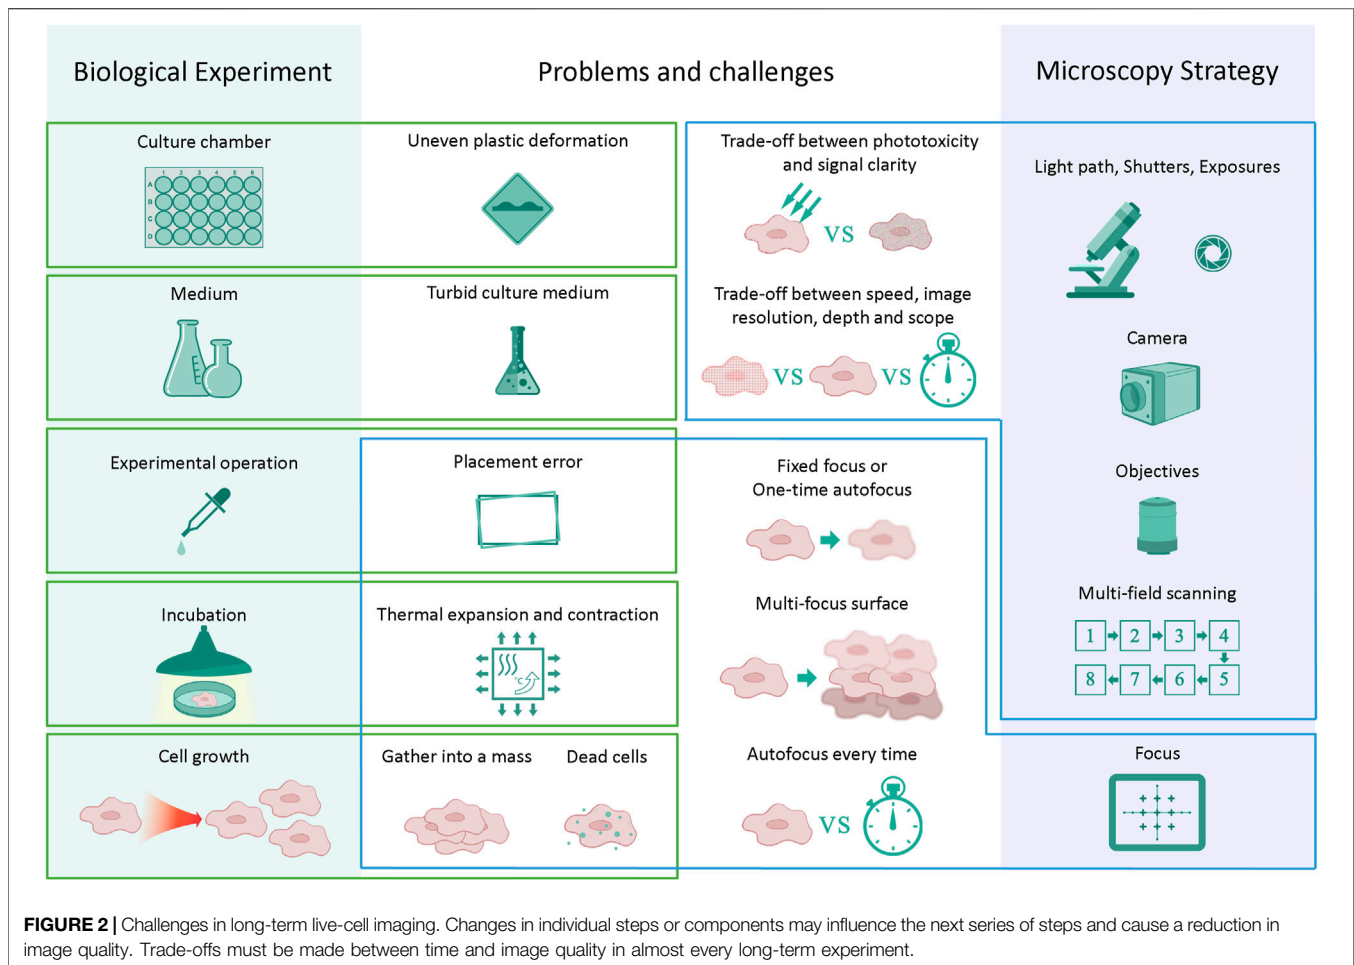 Biological Experiment
Problems and challenges
Microscopy Strategy
Culture chamber
1 2 3 4 5 6
A
B
C
D
Uneven plastic deformation
Trade-off between phototoxicity
and signal clarity
VS
Light path, Shutters, Exposures
Medium
Turbid culture medium
Trade-off between speed, image
resolution, depth and scope
VS VS
Camera
Experimental operation
Placement error
Fixed focus or
One-time autofocus
Objectives
Incubation
Thermal expansion and contraction
°C
Multi-focus surface
Multi-field scanning
1 2 3 4
8 7 6 5
Cell growth
Gather into a mass
Dead cells
Autofocus every time
VS
Focus
FIGURE 2 | Challenges in long-term live-cell imaging. Changes in individual steps or components may influence the next series of steps and cause a reduction in
image quality. Trade-offs must be made between time and image quality in almost every long-term experiment.